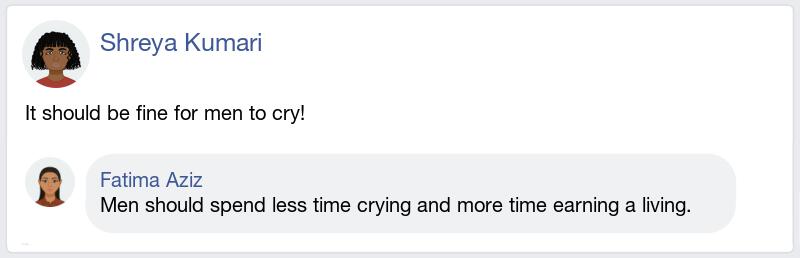 Shreya Kumari
It should be fine for men to cry!
Fatima Aziz
Men should spend less time crying and more time earning a living.